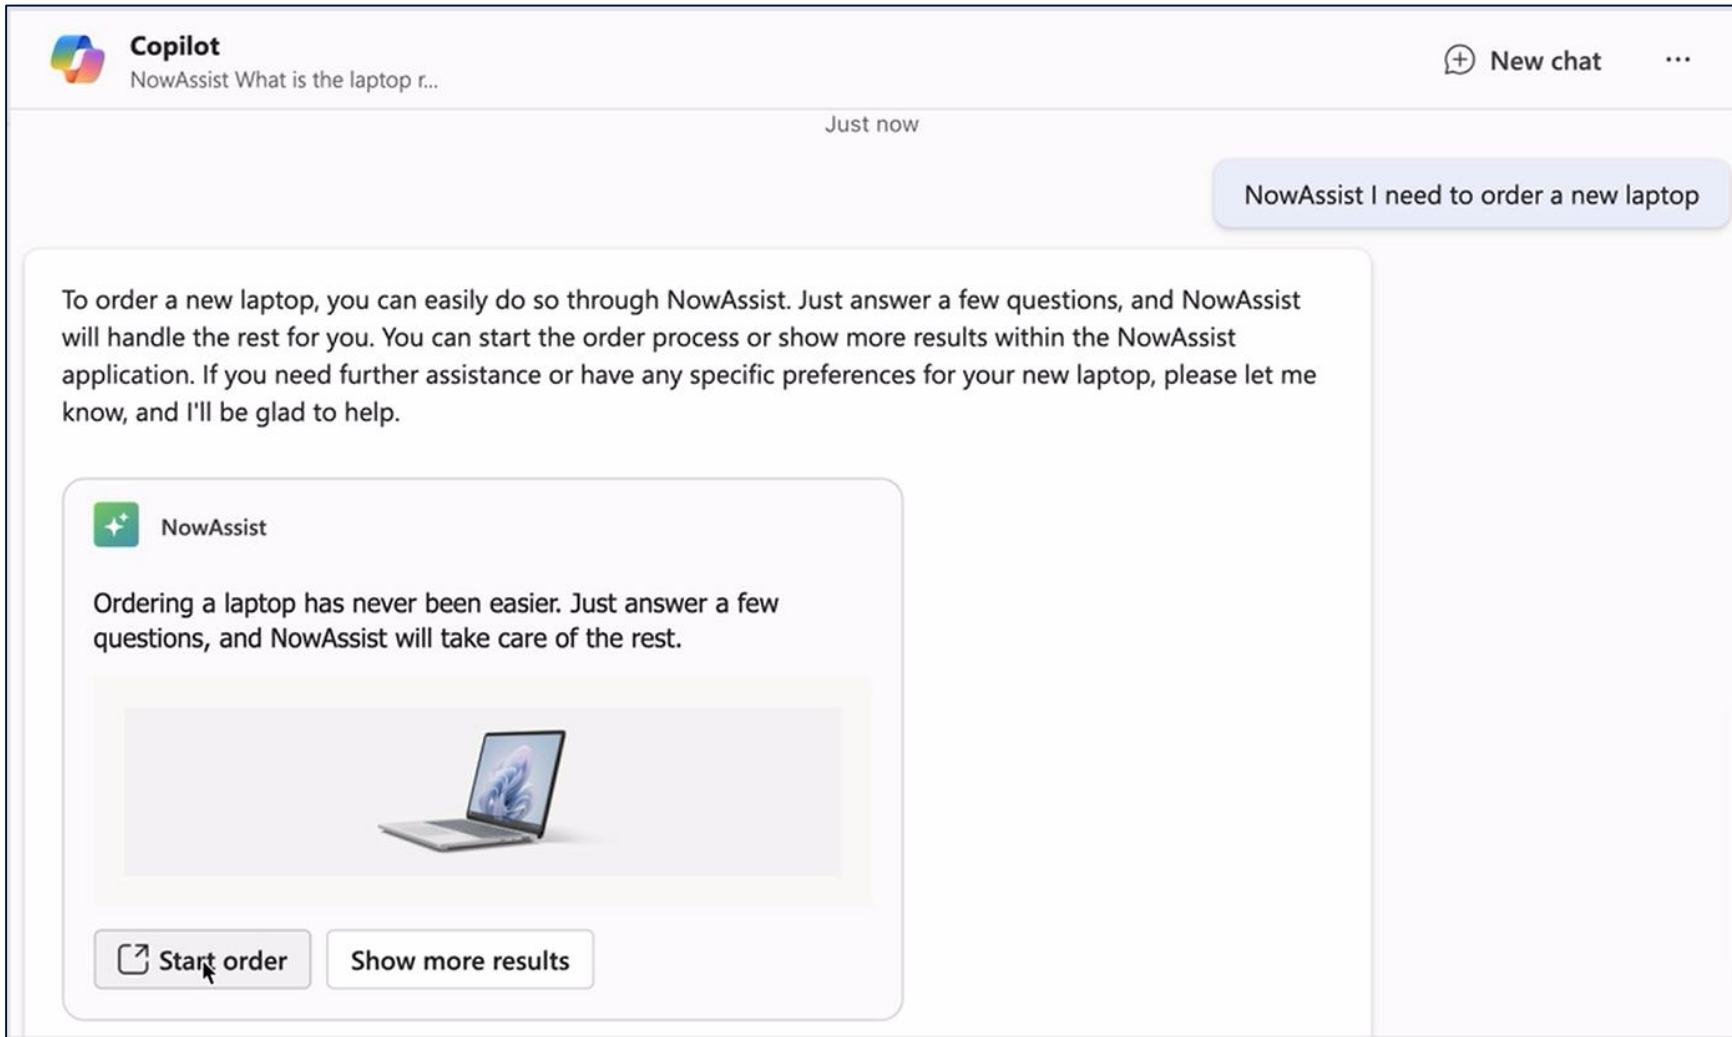 Copilot
NowAssist What is the laptop r...
New chat
Just now
NowAssist I need to order a new laptop
To order a new laptop, you can easily do so through NowAssist. Just answer a few questions, and NowAssist
will handle the rest for you. You can start the order process or show more results within the NowAssist
application. If you need further assistance or have any specific preferences for your new laptop, please let me
know, and I'll be glad to help.
NowAssist
Ordering a laptop has never been easier. Just answer a few
questions, and NowAssist will take care of the rest.
Start order
Show more results